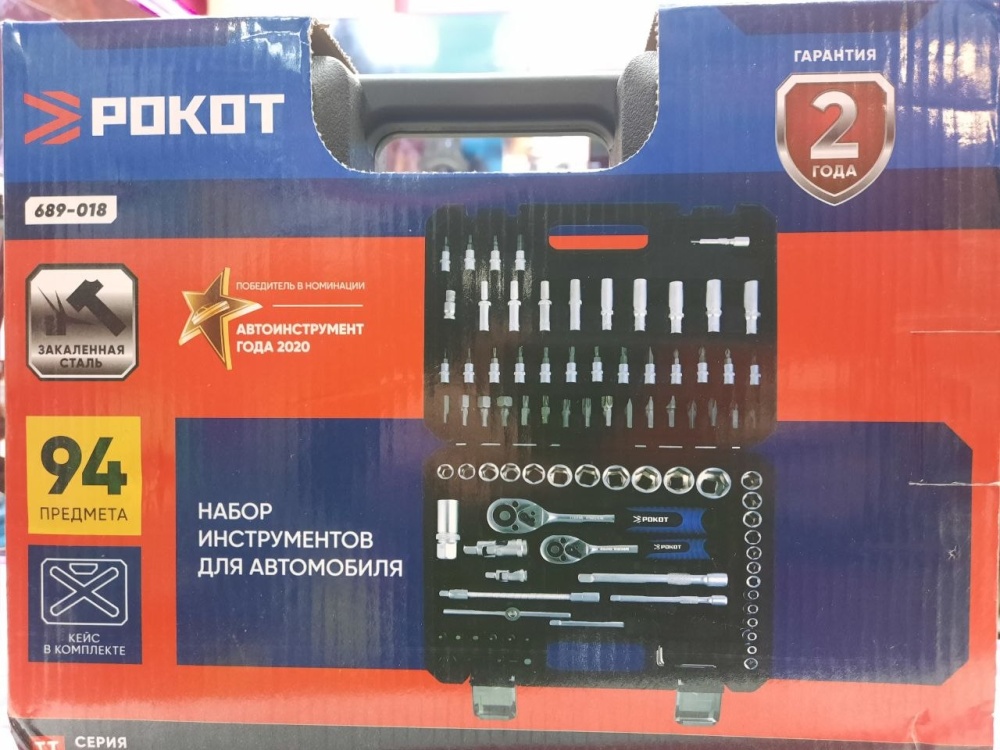 РОКОТ
ГАРАНТИЯ
2
ГОДА
689-018
ЗАКАЛЕННАЯ
СТАЛЬ
ПОБЕДИТЕЛЬ В НОМИНАЦИИ
АВТОИНСТРУМЕНТ
ГОДА 2020
94
ПРЕДМЕТА
НАБОР
ИНСТРУМЕНТОВ
ДЛЯ АВТОМОБИЛЯ
РОКОТ
РОКОТ
КЕЙС
В КОМПЛЕКТЕ
СЕРИЯ